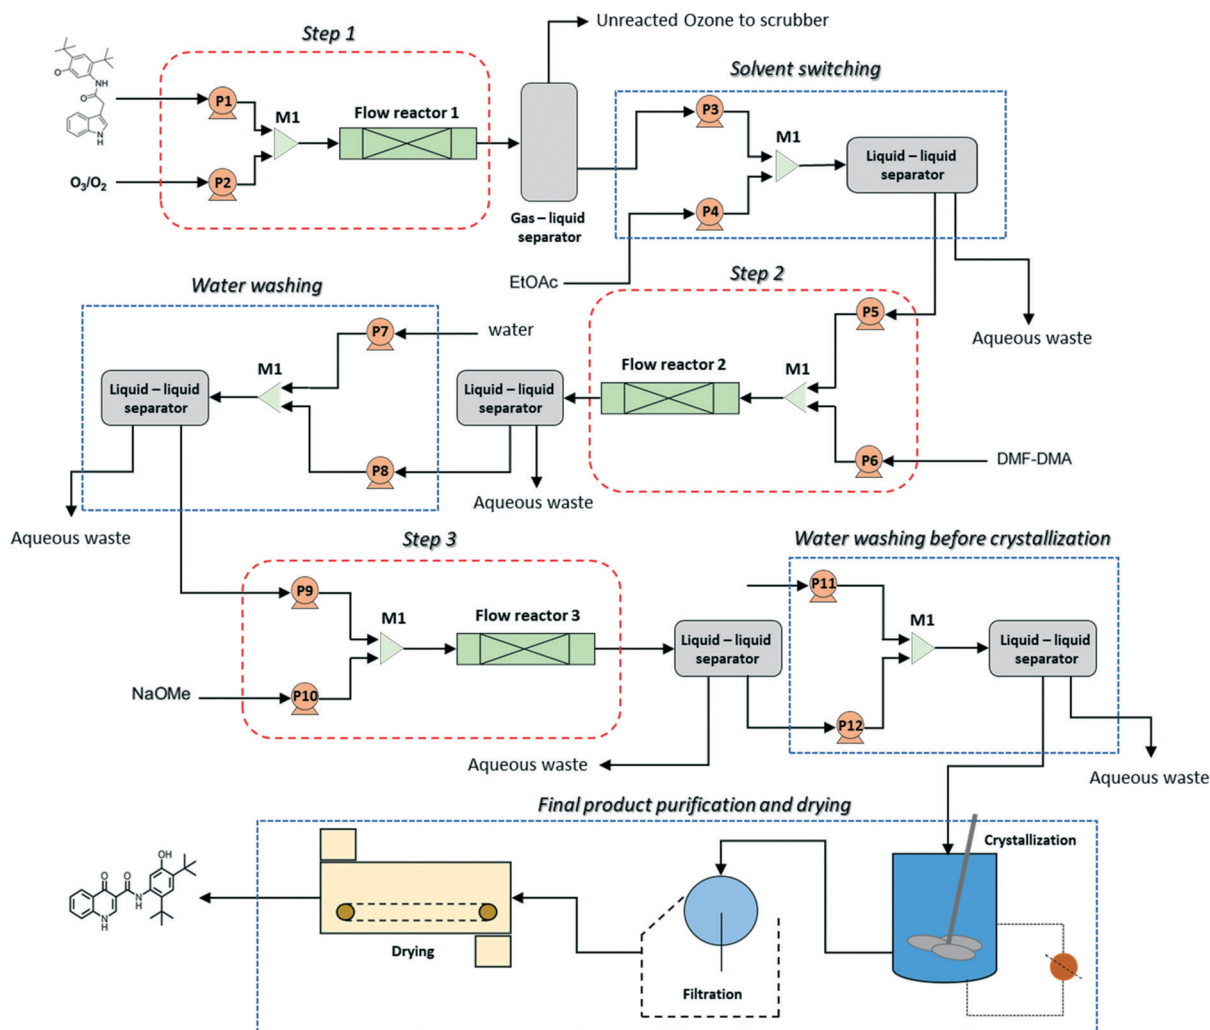 Step 1
Unreacted Ozone to scrubber
Solvent switching
O
NH
O
N
H
P1
M1
Flow reactor 1
O3/O2
P2
Gas – liquid
separator
P3
M1
Liquid – liquid
separator
P4
EtOAc
Aqueous waste
Water washing
Step 2
P7
water
P5
Liquid – liquid
separator
M1
Liquid – liquid
separator
Flow reactor 2
M1
P8
P6
DMF-DMA
Aqueous waste
Aqueous waste
Step 3
Water washing before crystallization
P9
M1
Flow reactor 3
NaOMe
P10
Liquid – liquid
separator
P11
M1
Liquid – liquid
separator
P12
Aqueous waste
Aqueous waste
Final product purification and drying
OH
O
O
N
H
N
H
Drying
Filtration
Crystallization